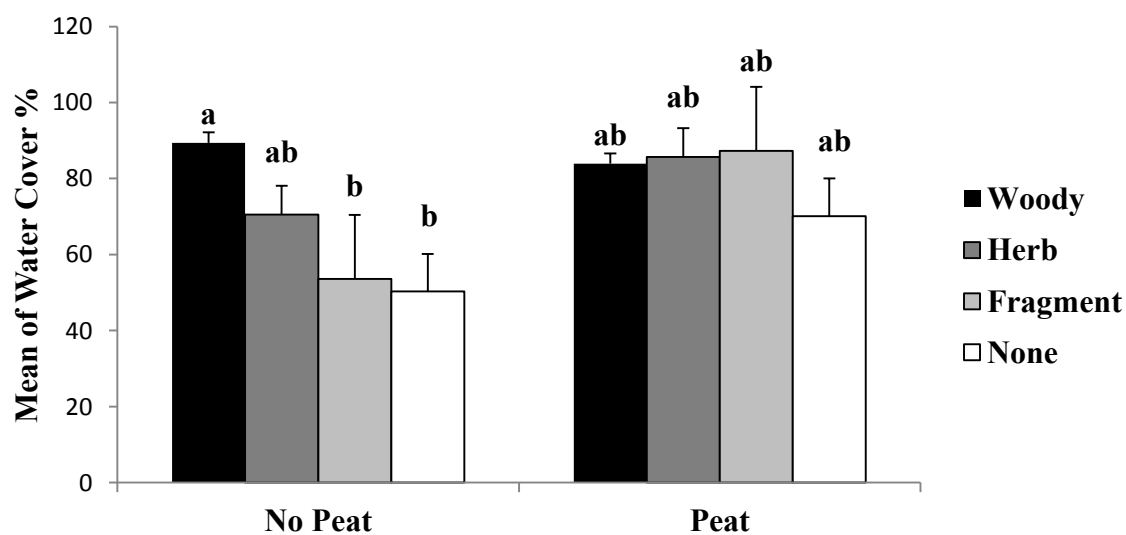 Mean of Water Cover %
120
100
80
60
40
20
0
a
ab
b
b
ab
ab
ab
ab
No Peat
Peat
Woody
Herb
Fragment
None